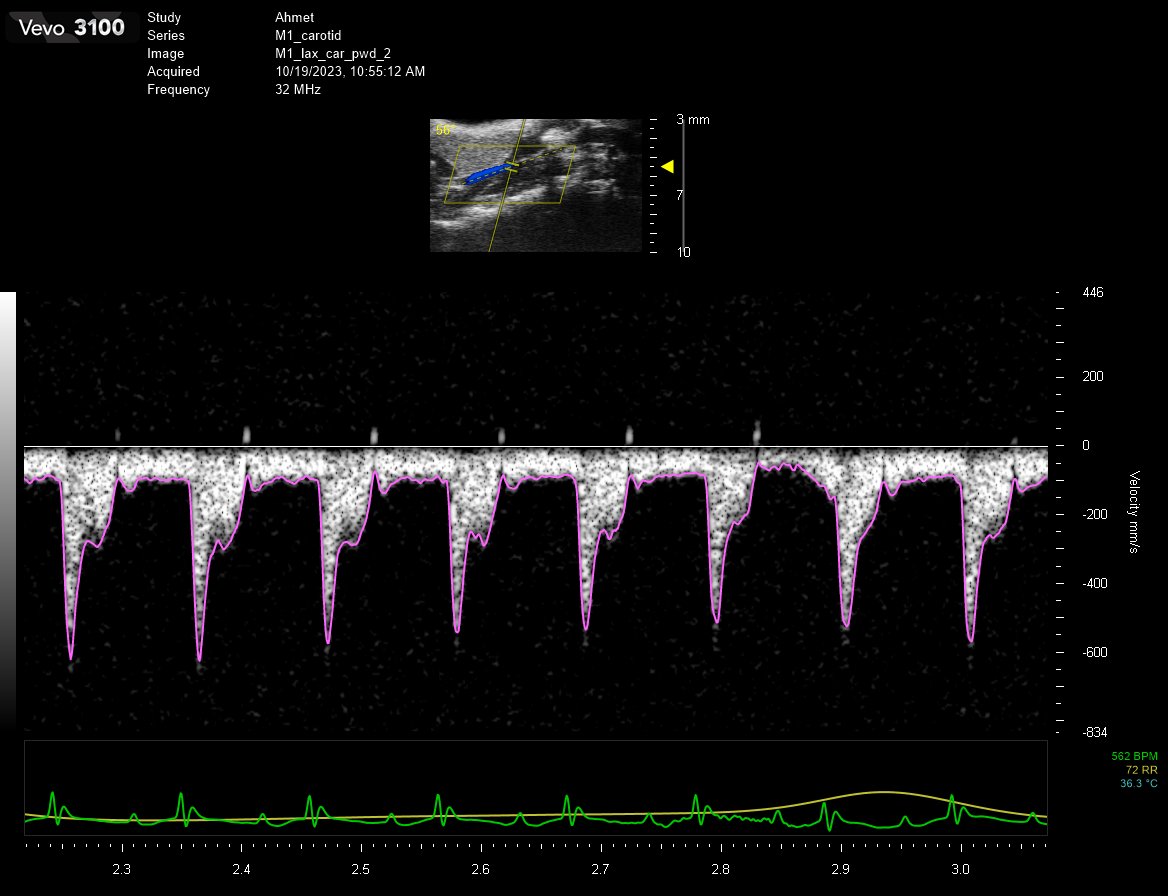 Vevo 3100
Study Ahmet
Series M1_carotid
Image M1_lax_car_pwd_2
Acquired 10/19/2023, 10:55:12 AM
Frequency 32 MHz
56°
3 mm
7
10
446
200
0
-200
-400
-600
-834
Velocity mm/s
562 BPM
72 RR
36.3 °C
2.3 2.4 2.5 2.6 2.7 2.8 2.9 3.0